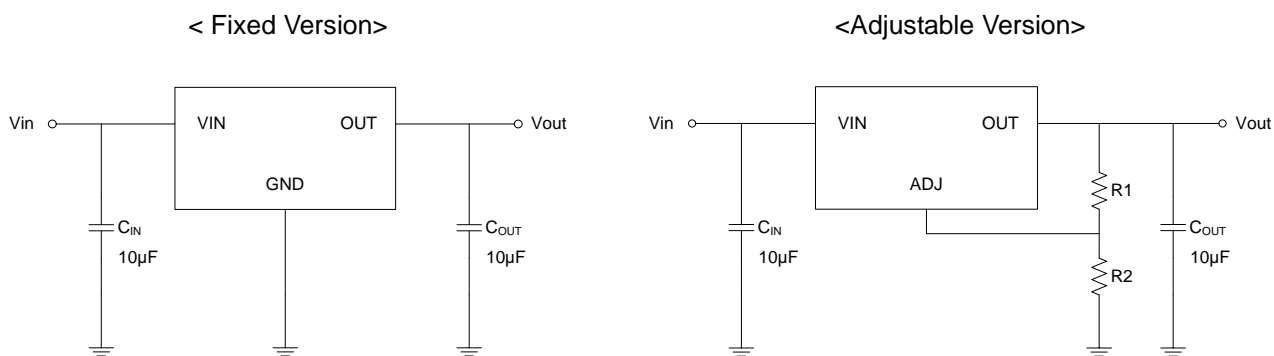 < Fixed Version>
Vin
VIN
OUT
Vout
GND
CIN
10µF
COUT
10µF
<Adjustable Version>
Vin
VIN
OUT
Vout
ADJ
R1
CIN
10µF
COUT
10µF
R2